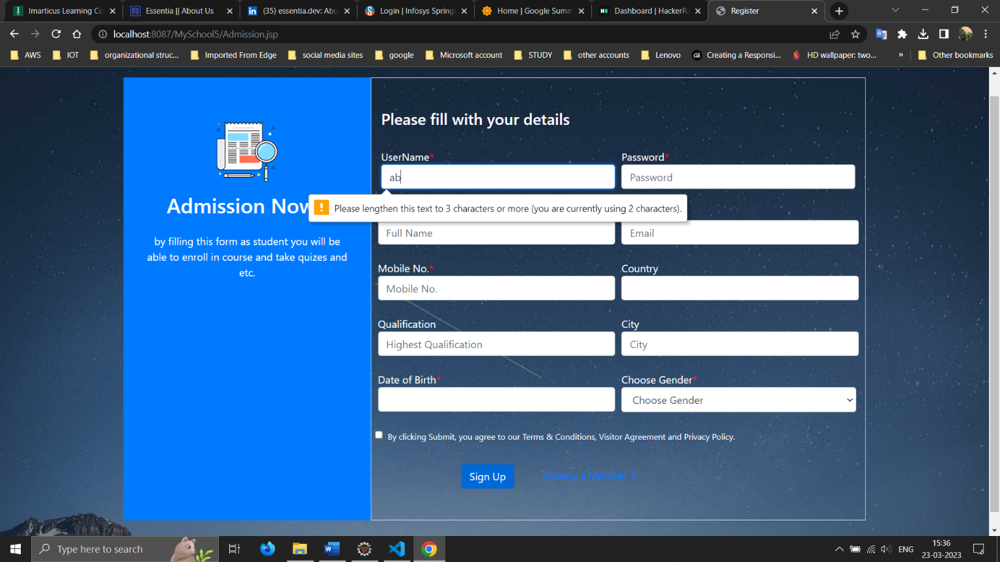 Imarticus Learning Co
Essentia || About Us
(35) essentia.dev: Abo
Login | Infosys Spring
Home | Google Summ
Dashboard | HackerRa
Register
localhost:8087/MySchool5/Admission.jsp
AWS
IOT
organizational struc...
Imported From Edge
social media sites
google
Microsoft account
STUDY
other accounts
Lenovo
Creating a Responsi...
HD wallpaper: two...
»
Other bookmarks
Admission Now
by filling this form as student you will be
able to enroll in course and take quizes and
etc.
Please fill with your details
UserName*
Password*
ab
Password
Please lengthen this text to 3 characters or more (you are currently using 2 characters).
Full Name
Email
Mobile No.*
Country
Mobile No.
Qualification
City
Highest Qualification
City
Date of Birth*
Choose Gender*
Choose Gender
By clicking Submit, you agree to our Terms & Conditions, Visitor Agreement and Privacy Policy.
Sign Up
Already a Member ?
Type here to search
ENG
15:36
23-03-2023